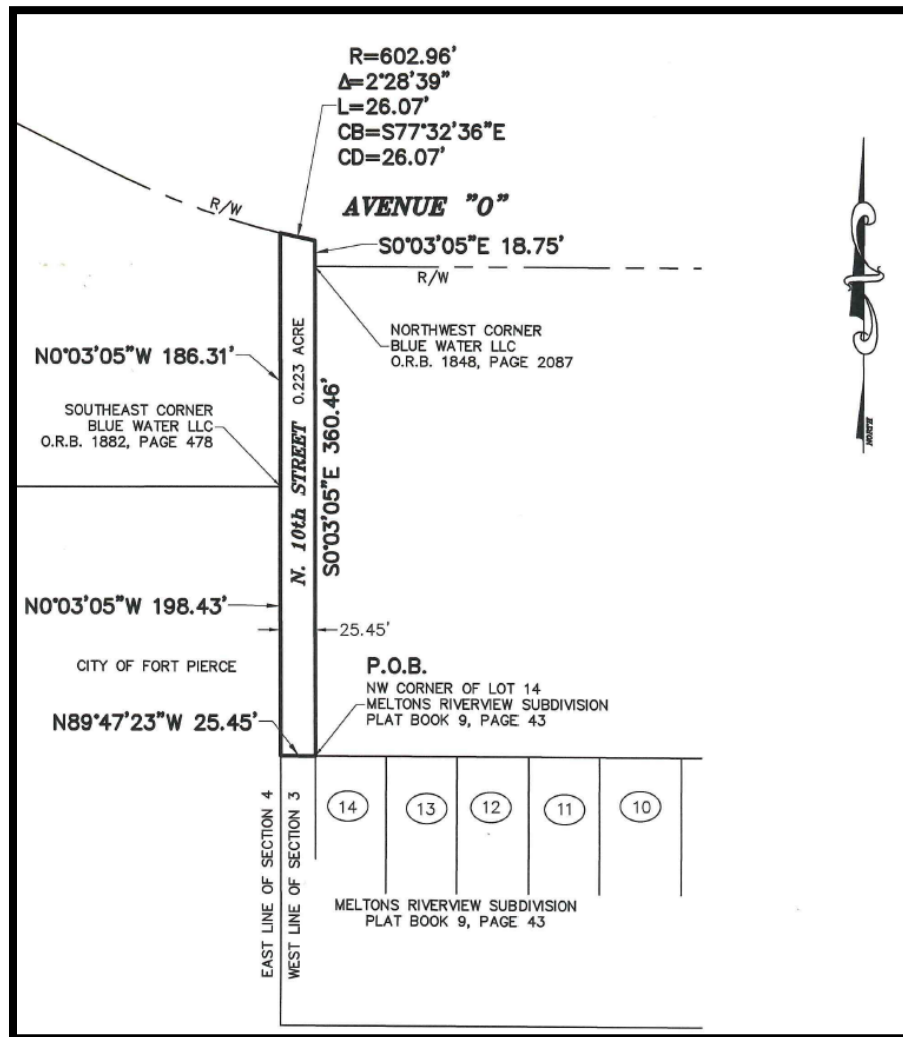 R=602.96'
Δ=2°28'39"
L=26.07'
CB=S77°32'36"E
CD=26.07'
R/W
AVENUE "O"
S0°03'05"E 18.75'
R/W
NORTHWEST CORNER
BLUE WATER LLC
O.R.B. 1848, PAGE 2087
N0°03'05"W 186.31'
SOUTHEAST CORNER
BLUE WATER LLC
O.R.B. 1882, PAGE 478
N. 10th STREET 0.223 ACRE
S0°03'05"E 360.46'
N0°03'05"W 198.43'
25.45'
CITY OF FORT PIERCE
P.O.B.
NW CORNER OF LOT 14
MELTONS RIVERVIEW SUBDIVISION
PLAT BOOK 9, PAGE 43
N89°47'23"W 25.45'
14
13
12
11
10
EAST LINE OF SECTION 4
WEST LINE OF SECTION 3
MELTONS RIVERVIEW SUBDIVISION
PLAT BOOK 9, PAGE 43